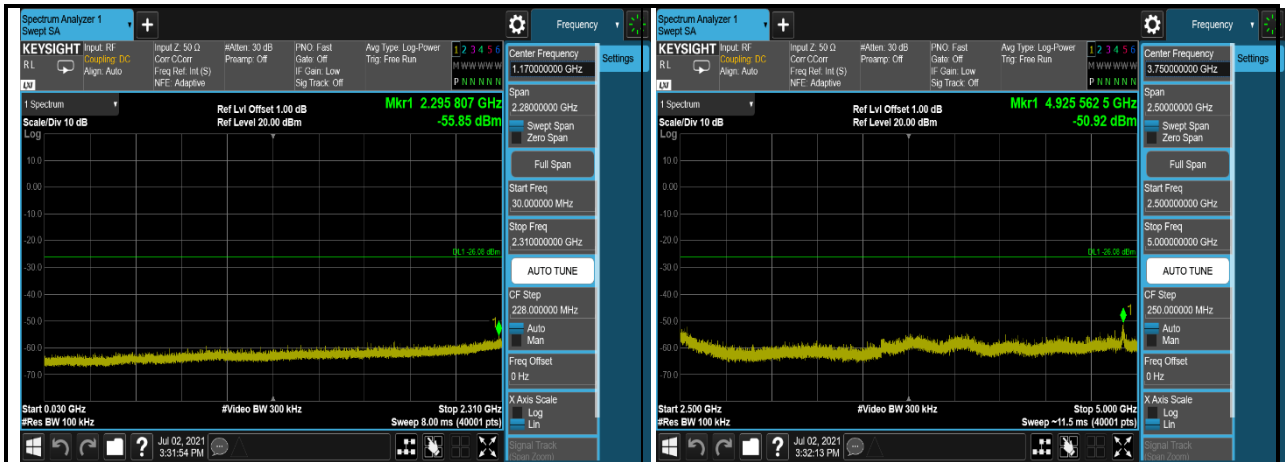 Spectrum Analyzer 1
Swept SA
Frequency
KEYSIGHT
Input: RF
Input Z: 50 Ω
#Atten: 30 dB
PNO: Fast
Avg Type: Log-Power
1 2 3 4 5 6
R L
Coupling: DC
Corr CCorr
Preamp: Off
Gate: Off
Trig: Free Run
M W W W W W
Align: Auto
Freq Ref: Int (S)
IF Gain: Low
P N N N N N
NFE: Adaptive
Sig Track: Off
LXI
1 Spectrum
Ref Lvl Offset 1.00 dB
Mkr1 2.295 807 GHz
Scale/Div 10 dB
Ref Level 20.00 dBm
-55.85 dBm
Log
10.0
0.00
-10.0
-20.0
DL1 -26.08 dBm
-30.0
-40.0
-50.0
1
-60.0
-70.0
Start 0.030 GHz
#Video BW 300 kHz
Stop 2.310 GHz
#Res BW 100 kHz
Sweep 8.00 ms (40001 pts)
Center Frequency
1.170000000 GHz
Settings
Span
2.28000000 GHz
Swept Span
Zero Span
Full Span
Start Freq
30.000000 MHz
Stop Freq
2.310000000 GHz
AUTO TUNE
CF Step
228.000000 MHz
Auto
Man
Freq Offset
0 Hz
X Axis Scale
Log
Lin
Signal Track
(Span Zoom)
?
Jul 02, 2021
3:31:54 PM
Spectrum Analyzer 1
Swept SA
Frequency
KEYSIGHT
Input: RF
Input Z: 50 Ω
#Atten: 30 dB
PNO: Fast
Avg Type: Log-Power
1 2 3 4 5 6
R L
Coupling: DC
Corr CCorr
Preamp: Off
Gate: Off
Trig: Free Run
M W W W W W
Align: Auto
Freq Ref: Int (S)
IF Gain: Low
P N N N N N
NFE: Adaptive
Sig Track: Off
LXI
1 Spectrum
Ref Lvl Offset 1.00 dB
Mkr1 4.925 562 5 GHz
Scale/Div 10 dB
Ref Level 20.00 dBm
-50.92 dBm
Log
10.0
0.00
-10.0
-20.0
DL1 -26.08 dBm
-30.0
-40.0
-50.0
1
-60.0
-70.0
Start 2.500 GHz
#Video BW 300 kHz
Stop 5.000 GHz
#Res BW 100 kHz
Sweep ~11.5 ms (40001 pts)
Center Frequency
3.750000000 GHz
Settings
Span
2.50000000 GHz
Swept Span
Zero Span
Full Span
Start Freq
2.500000000 GHz
Stop Freq
5.000000000 GHz
AUTO TUNE
CF Step
250.000000 MHz
Auto
Man
Freq Offset
0 Hz
X Axis Scale
Log
Lin
Signal Track
(Span Zoom)
?
Jul 02, 2021
3:32:13 PM